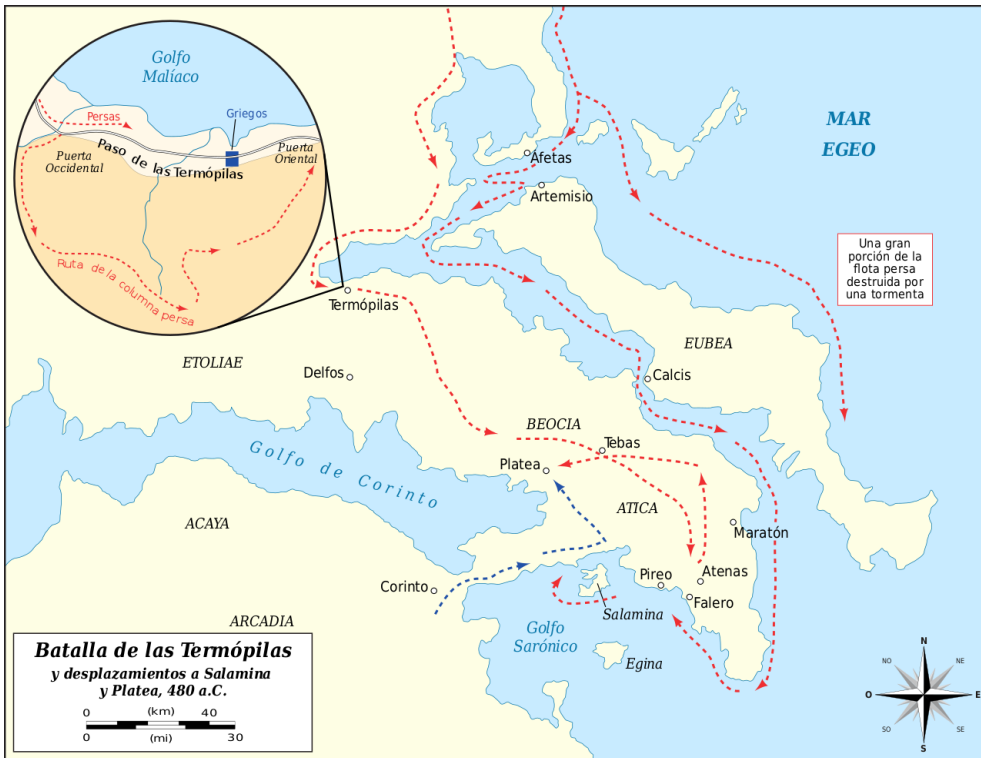 Golfo
Malíaco
Persas
Griegos
Puerta
Occidental
Paso de las Termópilas
Puerta
Oriental
Ruta de la columna persa
MAR
EGEO
Áfetas
Artemisio
Una gran
porción de la
flota persa
destruida por
una tormenta
Termópilas
ETOLIAE
Delfos
EUBEA
Calcis
BEOCIA
Tebas
Platea
Golfo de Corinto
ATICA
ACAYA
Maratón
Corinto
Pireo
Atenas
Falero
Salamina
ARCADIA
Golfo
Sarónico
Egina
Batalla de las Termópilas
y desplazamientos a Salamina
y Platea, 480 a.C.
0 (km) 40
0 (mi) 30
N
NO NE
O E
SO SE
S